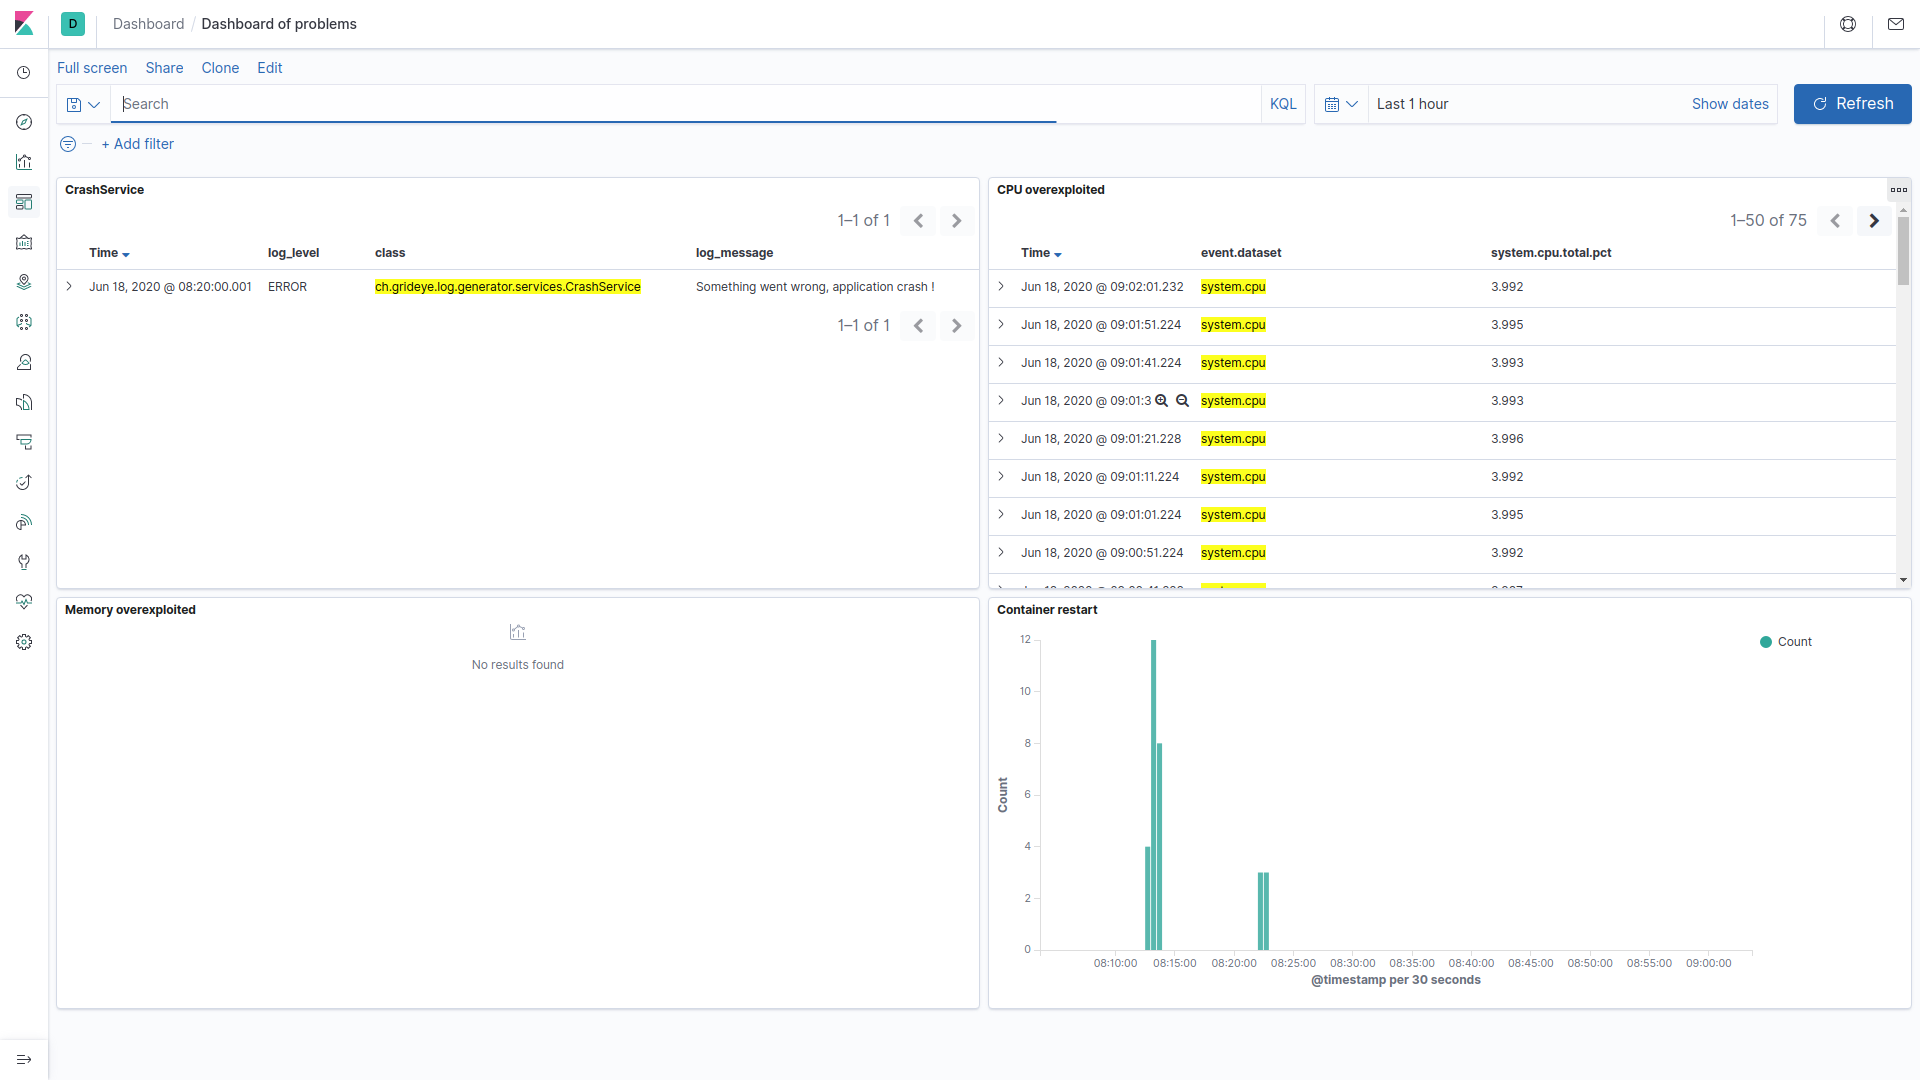 D Dashboard / Dashboard of problems
Full screen Share Clone Edit
Search KQL Last 1 hour Show dates Refresh
+ Add filter
CrashService
1–1 of 1
Time log_level class log_message
Jun 18, 2020 @ 08:20:00.001 ERROR ch.grideye.log.generator.services.CrashService Something went wrong, application crash !
1–1 of 1
CPU overexploited
1–50 of 75
Time event.dataset system.cpu.total.pct
Jun 18, 2020 @ 09:02:01.232 system.cpu 3.992
Jun 18, 2020 @ 09:01:51.224 system.cpu 3.995
Jun 18, 2020 @ 09:01:41.224 system.cpu 3.993
Jun 18, 2020 @ 09:01:3 system.cpu 3.993
Jun 18, 2020 @ 09:01:21.228 system.cpu 3.996
Jun 18, 2020 @ 09:01:11.224 system.cpu 3.992
Jun 18, 2020 @ 09:01:01.224 system.cpu 3.995
Jun 18, 2020 @ 09:00:51.224 system.cpu 3.992
Memory overexploited
No results found
Container restart
12
10
8
6
4
2
0
Count
Count
08:10:00 08:15:00 08:20:00 08:25:00 08:30:00 08:35:00 08:40:00 08:45:00 08:50:00 08:55:00 09:00:00
@timestamp per 30 seconds